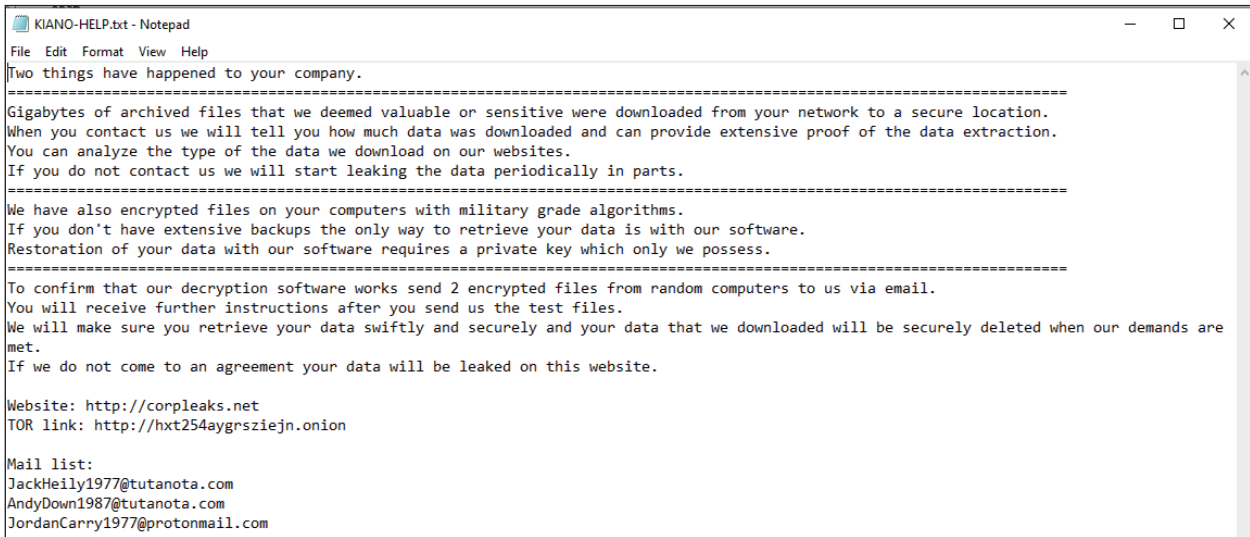 KIANO-HELP.txt - Notepad
File Edit Format View Help
Two things have happened to your company.
==========================================================================================================================
Gigabytes of archived files that we deemed valuable or sensitive were downloaded from your network to a secure location.
When you contact us we will tell you how much data was downloaded and can provide extensive proof of the data extraction.
You can analyze the type of the data we download on our websites.
If you do not contact us we will start leaking the data periodically in parts.
==========================================================================================================================
We have also encrypted files on your computers with military grade algorithms.
If you don't have extensive backups the only way to retrieve your data is with our software.
Restoration of your data with our software requires a private key which only we possess.
==========================================================================================================================
To confirm that our decryption software works send 2 encrypted files from random computers to us via email.
You will receive further instructions after you send us the test files.
We will make sure you retrieve your data swiftly and securely and your data that we downloaded will be securely deleted when our demands are
met.
If we do not come to an agreement your data will be leaked on this website.
Website: http://corpleaks.net
TOR link: http://hxt254aygrsziejn.onion
Mail list:
JackHeily1977@tutanota.com
AndyDown1987@tutanota.com
JordanCarry1977@protonmail.com